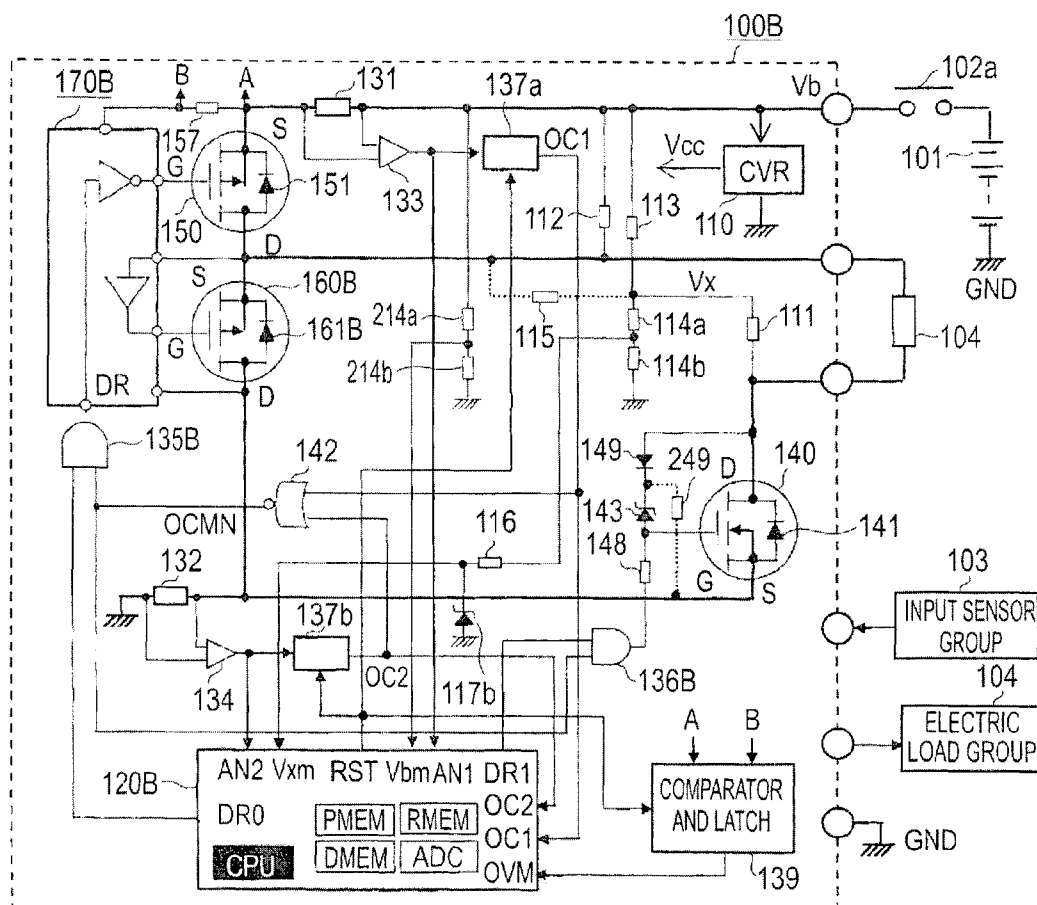 100B
B A 131 137a Vb 102a
170B
157 S OC1
G 151 133 Vcc CVR 101
150 112 113 110
D
S 160B Vx GND
161B 214a 115 114a 111 104
G 214b 114b
DR D
135B 142 149 249 D 140
OCMN 116 143 141
132 148 G S 103
137b INPUT SENSOR
GROUP
134 OC2 117b 136B 104
A B ELECTRIC
LOAD GROUP
120B AN2 Vxm RST Vbm AN1 DR1 COMPARATOR
AND LATCH
DR0 PMEM RMEM OC2 GND
OC1
CPU DMEM ADC OVM 139